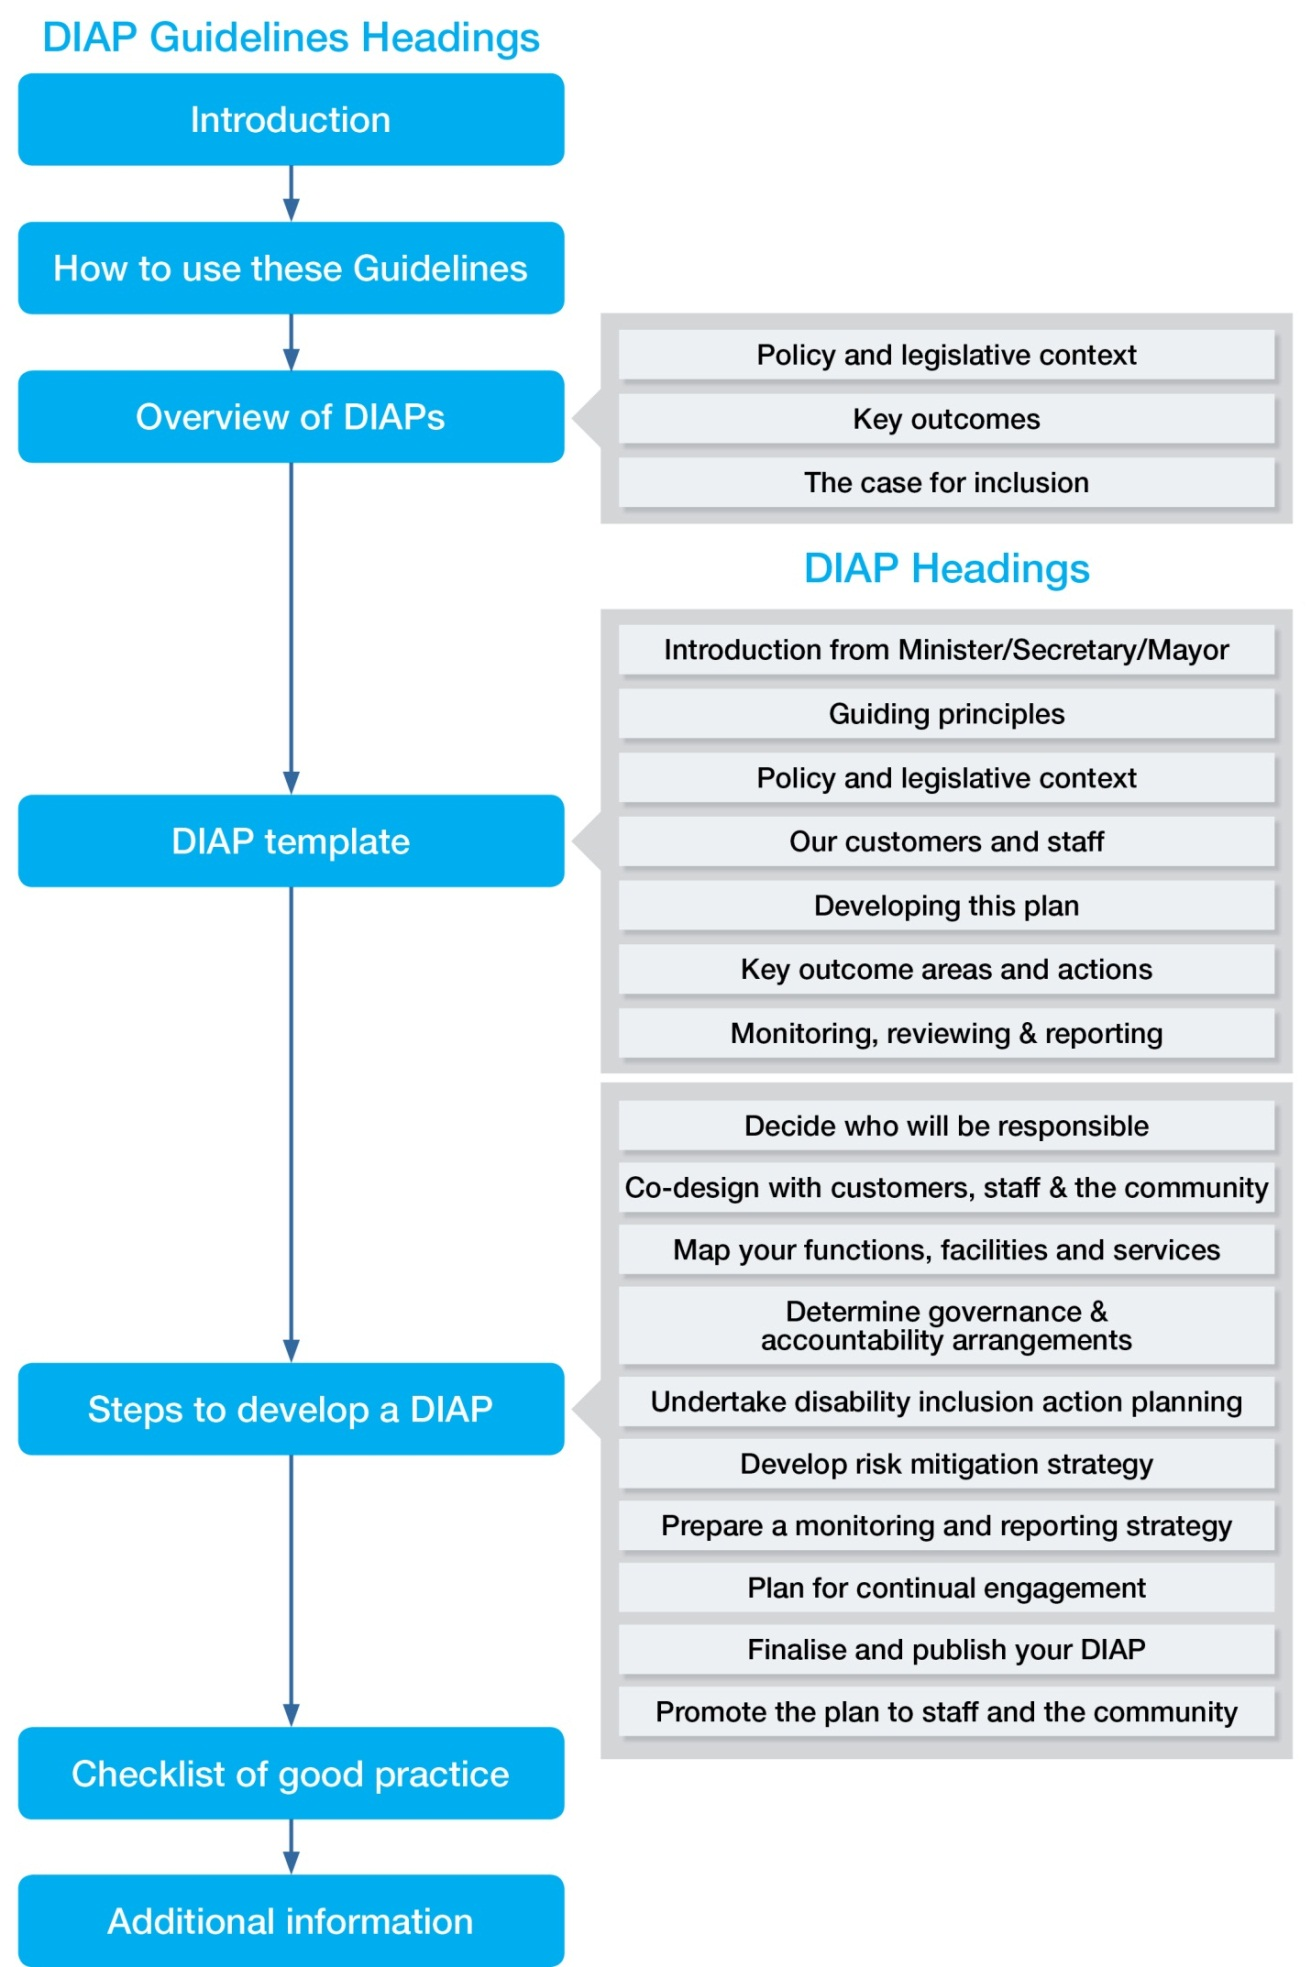 DIAP Guidelines Headings
Introduction
How to use these Guidelines
Overview of DIAPs
Policy and legislative context
Key outcomes
The case for inclusion
DIAP Headings
DIAP template
Introduction from Minister/Secretary/Mayor
Guiding principles
Policy and legislative context
Our customers and staff
Developing this plan
Key outcome areas and actions
Monitoring, reviewing & reporting
Steps to develop a DIAP
Decide who will be responsible
Co-design with customers, staff & the community
Map your functions, facilities and services
Determine governance &
accountability arrangements
Undertake disability inclusion action planning
Develop risk mitigation strategy
Prepare a monitoring and reporting strategy
Plan for continual engagement
Finalise and publish your DIAP
Promote the plan to staff and the community
Checklist of good practice
Additional information